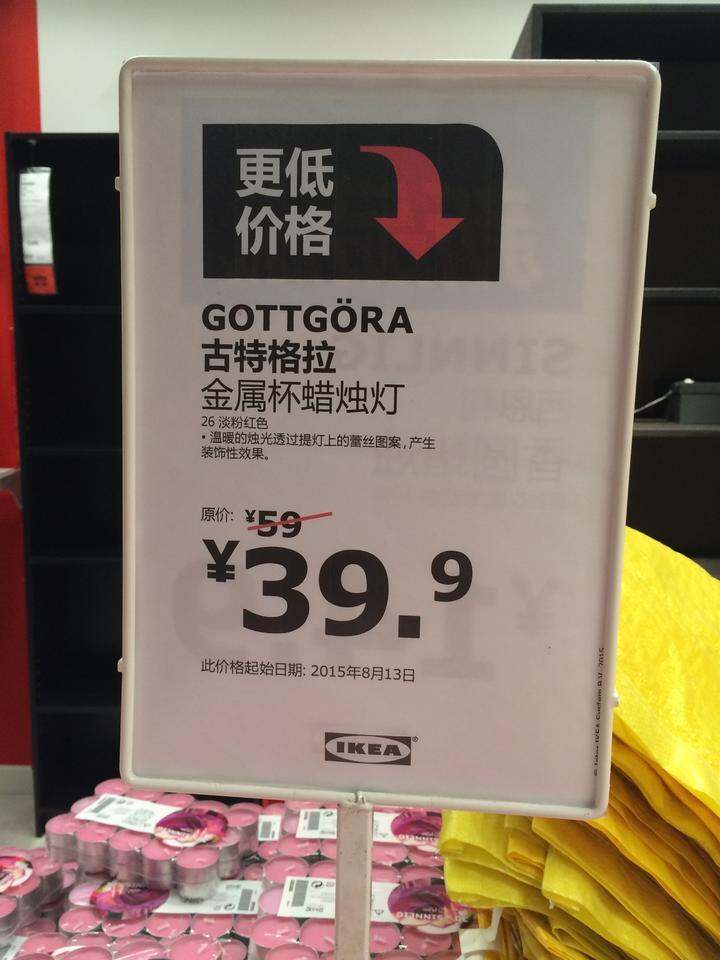 更低
价格
GOTTGÖRA
古特格拉
金属杯蜡烛灯
26 淡粉红色
• 温暖的烛光透过提灯上的蕾丝图案，产生
装饰性效果。
原价: ¥59
¥39.9
此价格起始日期: 2015年8月13日
IKEA®
SINNLIG